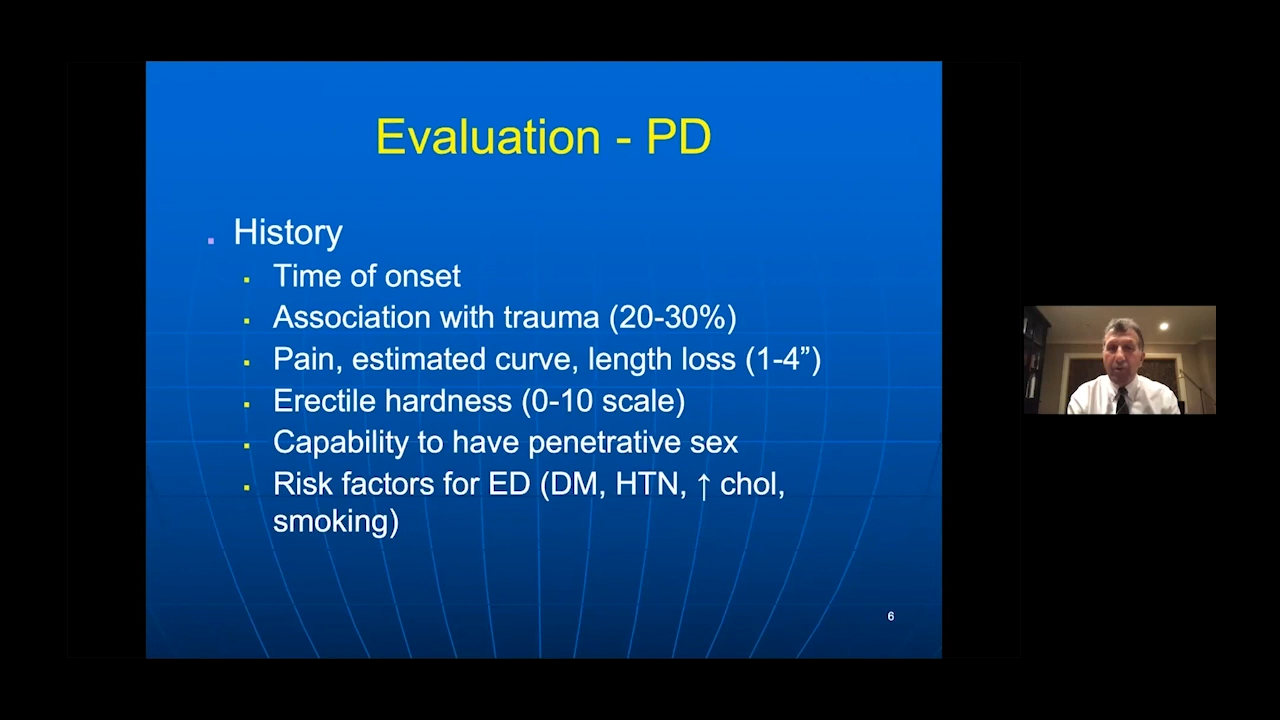 Evaluation - PD
History
Time of onset
Association with trauma (20-30%)
Pain, estimated curve, length loss (1-4”)
Erectile hardness (0-10 scale)
Capability to have penetrative sex
Risk factors for ED (DM, HTN, ↑ chol,
smoking)
6